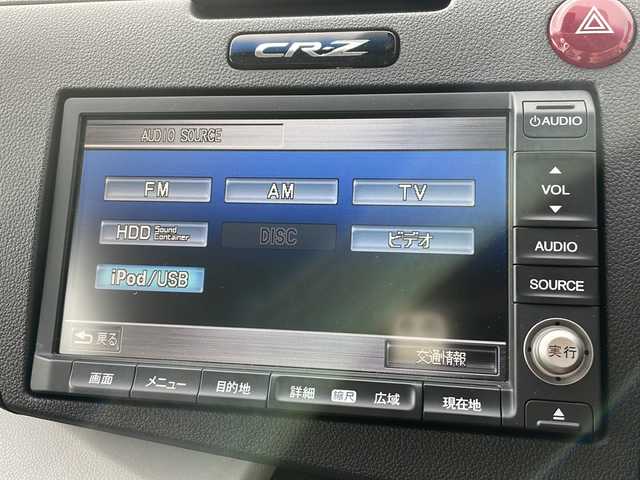 CR-Z
AUDIO SOURCE
FM
AM
TV
HDD Sound Container
DISC
ビデオ
iPod/USB
戻る
交通情報
AUDIO
VOL
AUDIO
SOURCE
実行
画面
メニュー
目的地
詳細 縮尺 広域
現在地